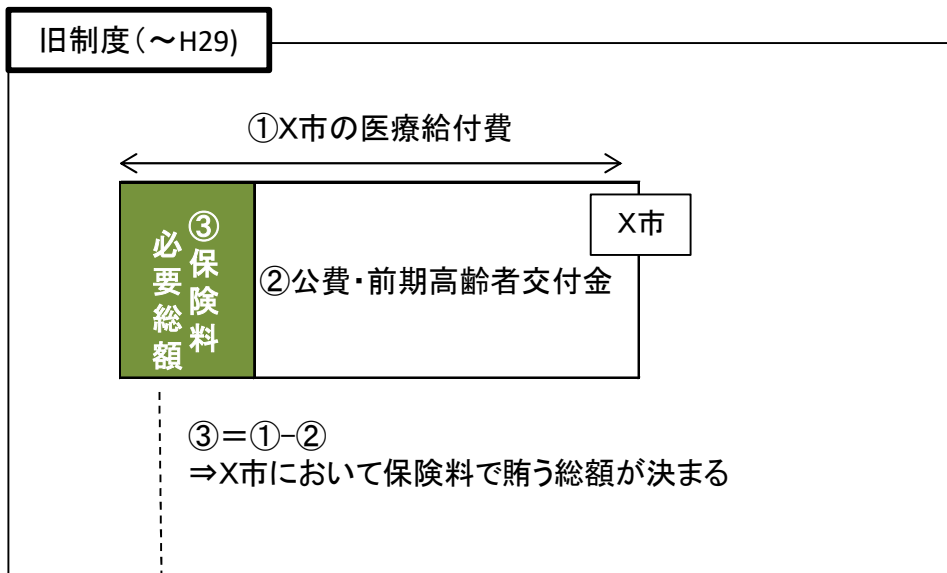 旧制度(～H29)
①X市の医療給付費
③保険料
必要総額
②公費・前期高齢者交付金
X市
③＝①-②
⇒X市において保険料で賄う総額が決まる